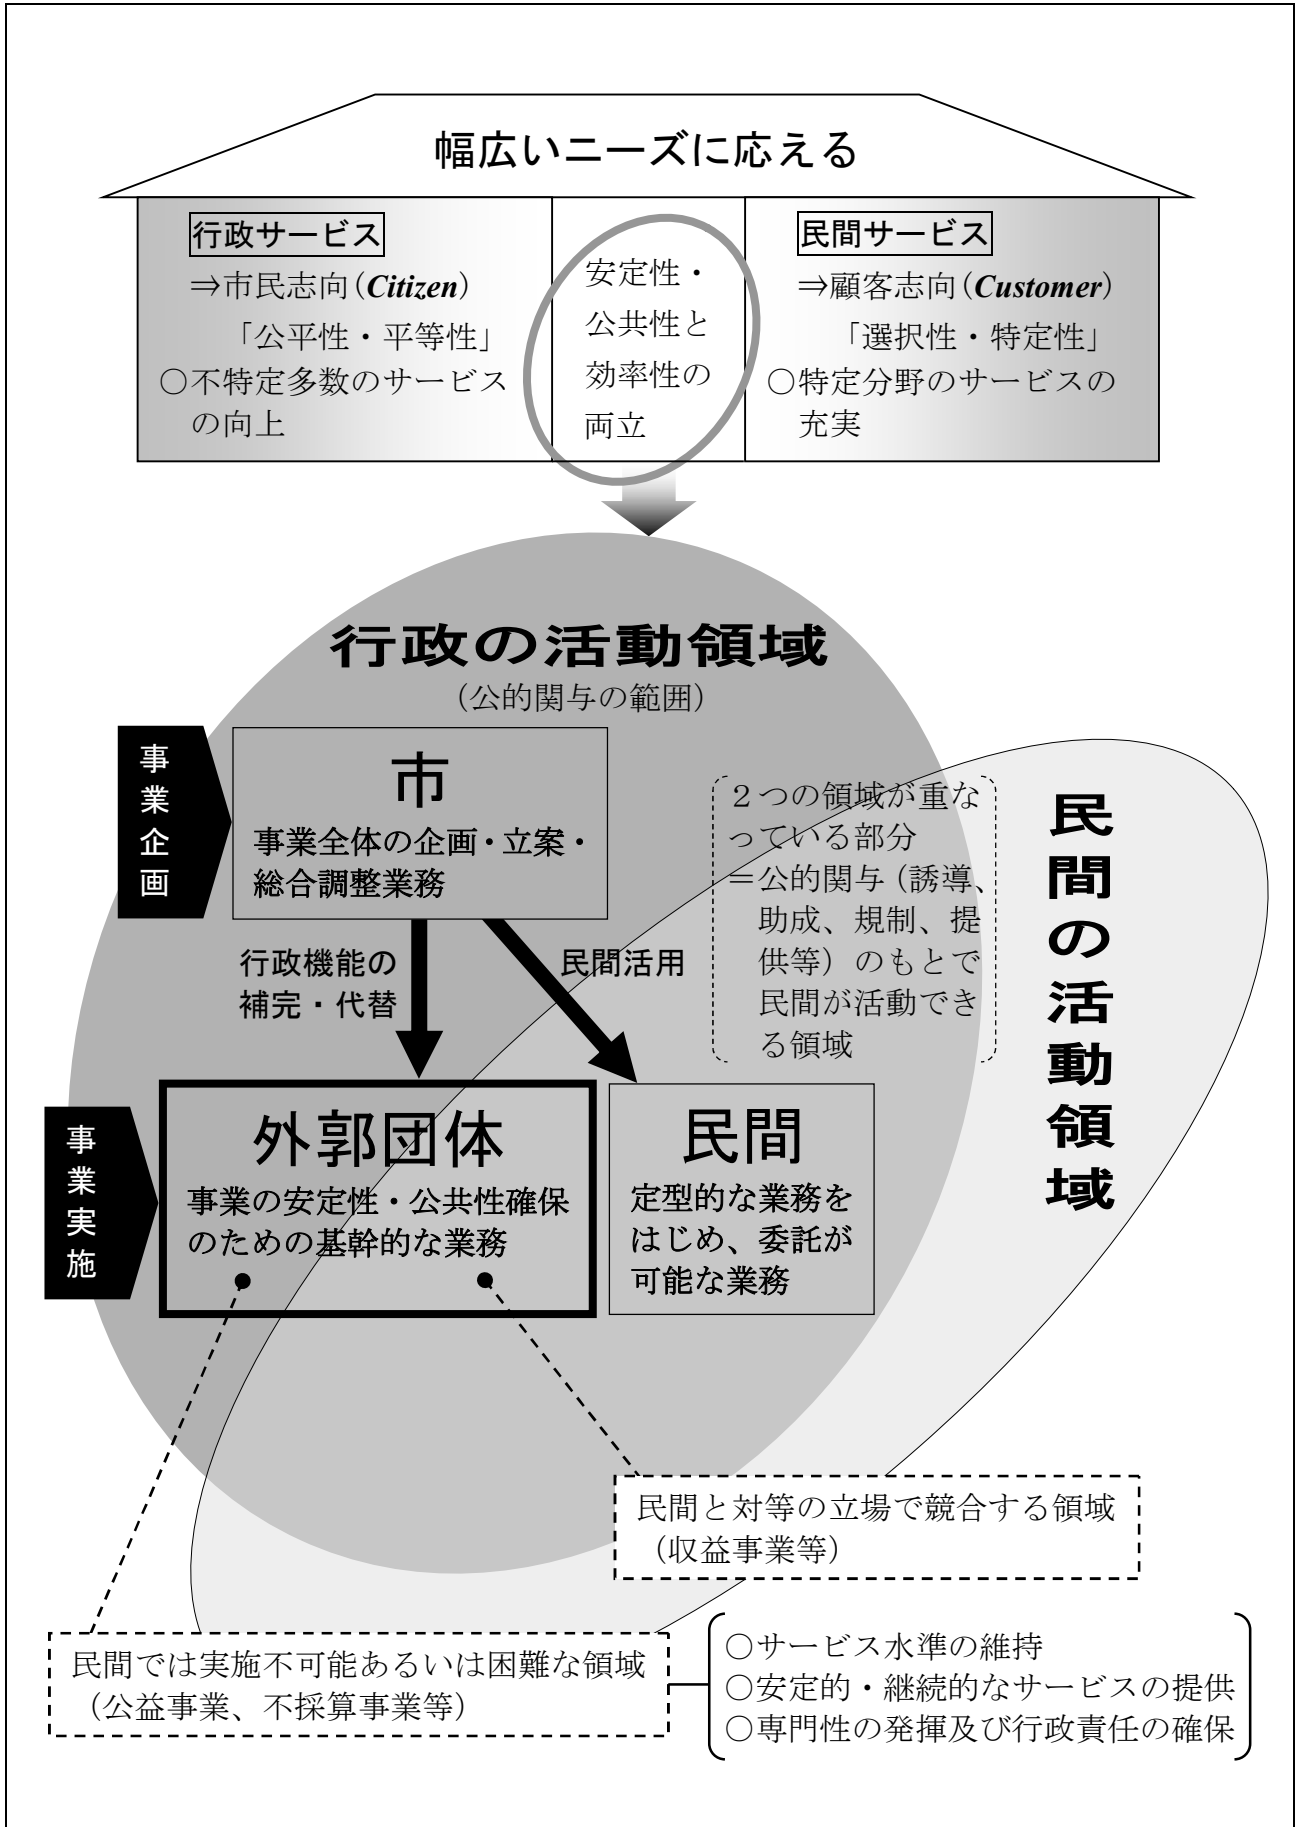 幅広いニーズに応える
行政サービス
⇒市民志向(Citizen)
「公平性・平等性」
○不特定多数のサービス
の向上
安定性・
公共性と
効率性の
両立
民間サービス
⇒顧客志向(Customer)
「選択性・特定性」
○特定分野のサービスの
充実
行政の活動領域
(公的関与の範囲)
事業企画
市
事業全体の企画・立案・
総合調整業務
２つの領域が重な
っている部分
＝公的関与（誘導、
助成、規制、提
供等）のもとで
民間が活動でき
る領域
民間の活動領域
行政機能の
補完・代替
民間活用
事業実施
外郭団体
事業の安定性・公共性確保
のための基幹的な業務
民間
定型的な業務を
はじめ、委託が
可能な業務
民間と対等の立場で競合する領域
（収益事業等）
民間では実施不可能あるいは困難な領域
（公益事業、不採算事業等）
○サービス水準の維持
○安定的・継続的なサービスの提供
○専門性の発揮及び行政責任の確保